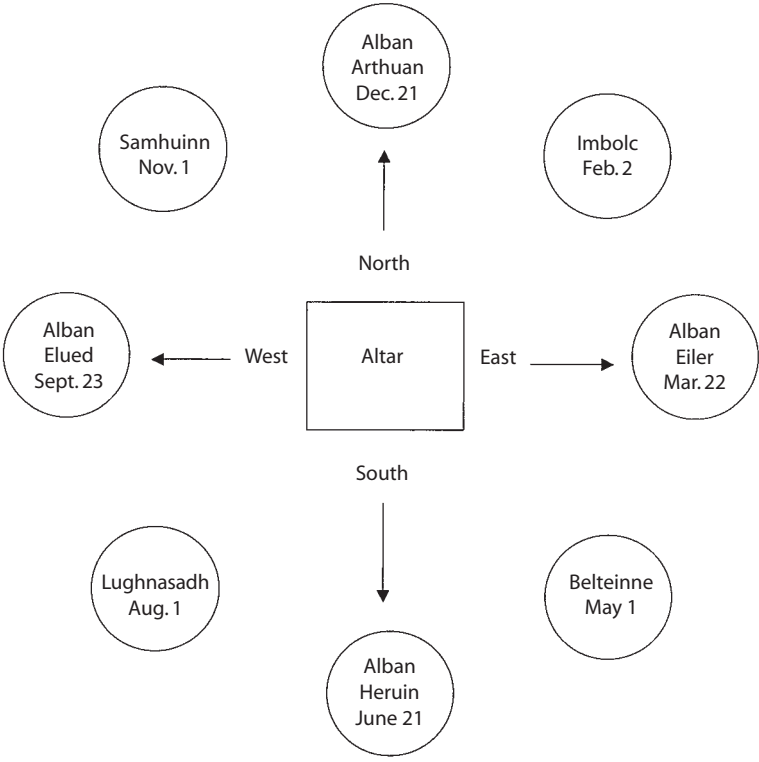 Alban
Arthuan
Dec. 21
Samhuinn
Nov. 1
Imbolc
Feb. 2
North
Alban
Elued
Sept. 23
West
Altar
East
Alban
Eiler
Mar. 22
South
Lughnasadh
Aug. 1
Belteinne
May 1
Alban
Heruin
June 21